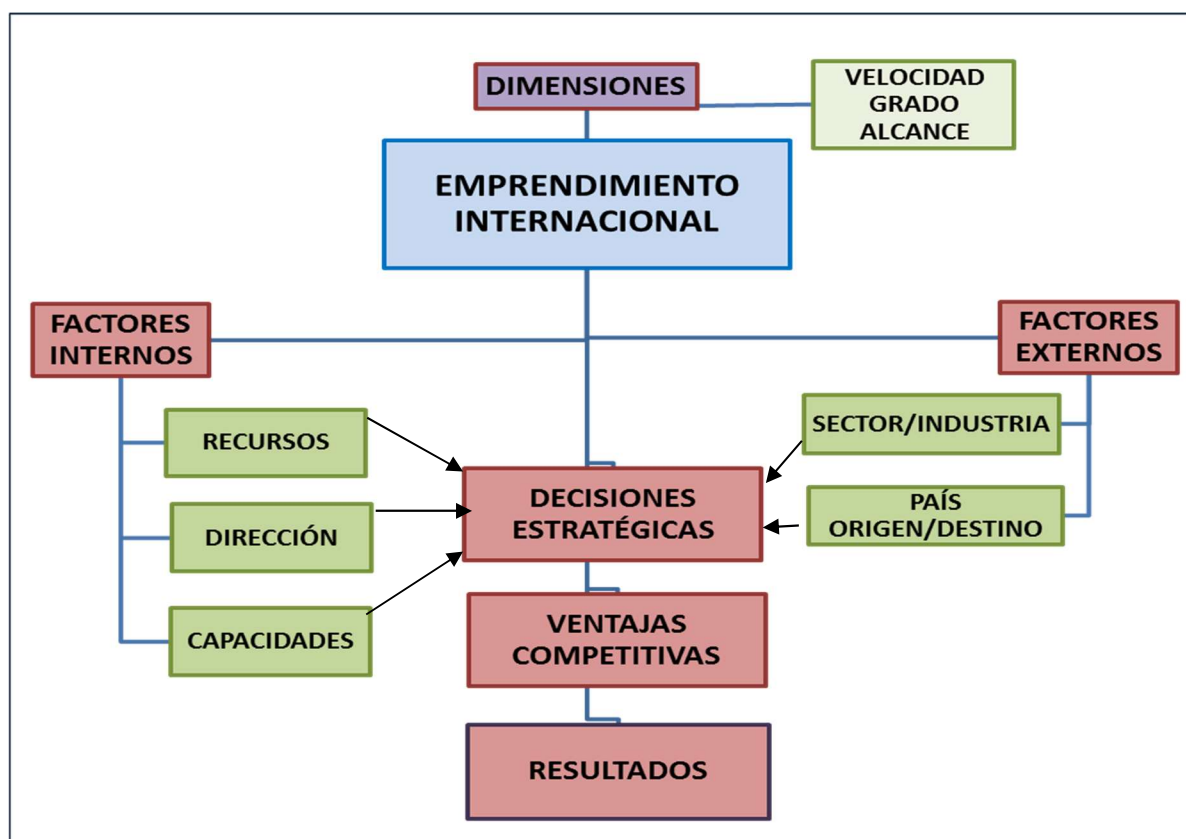 DIMENSIONES
VELOCIDAD
GRADO
ALCANCE
EMPRENDIMIENTO
INTERNACIONAL
FACTORES
INTERNOS
FACTORES
EXTERNOS
RECURSOS
DIRECCIÓN
CAPACIDADES
SECTOR/INDUSTRIA
PAÍS
ORIGEN/DESTINO
DECISIONES
ESTRATÉGICAS
VENTAJAS
COMPETITIVAS
RESULTADOS